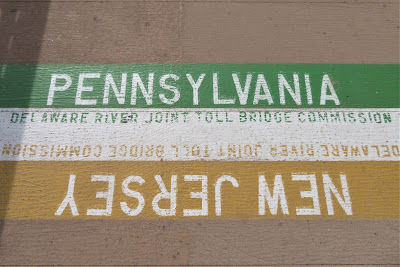 PENNSYLVANIA
DELAWARE RIVER JOINT TOLL BRIDGE COMMISSION
DELAWARE RIVER JOINT TOLL BRIDGE COMMISSION
NEW JERSEY